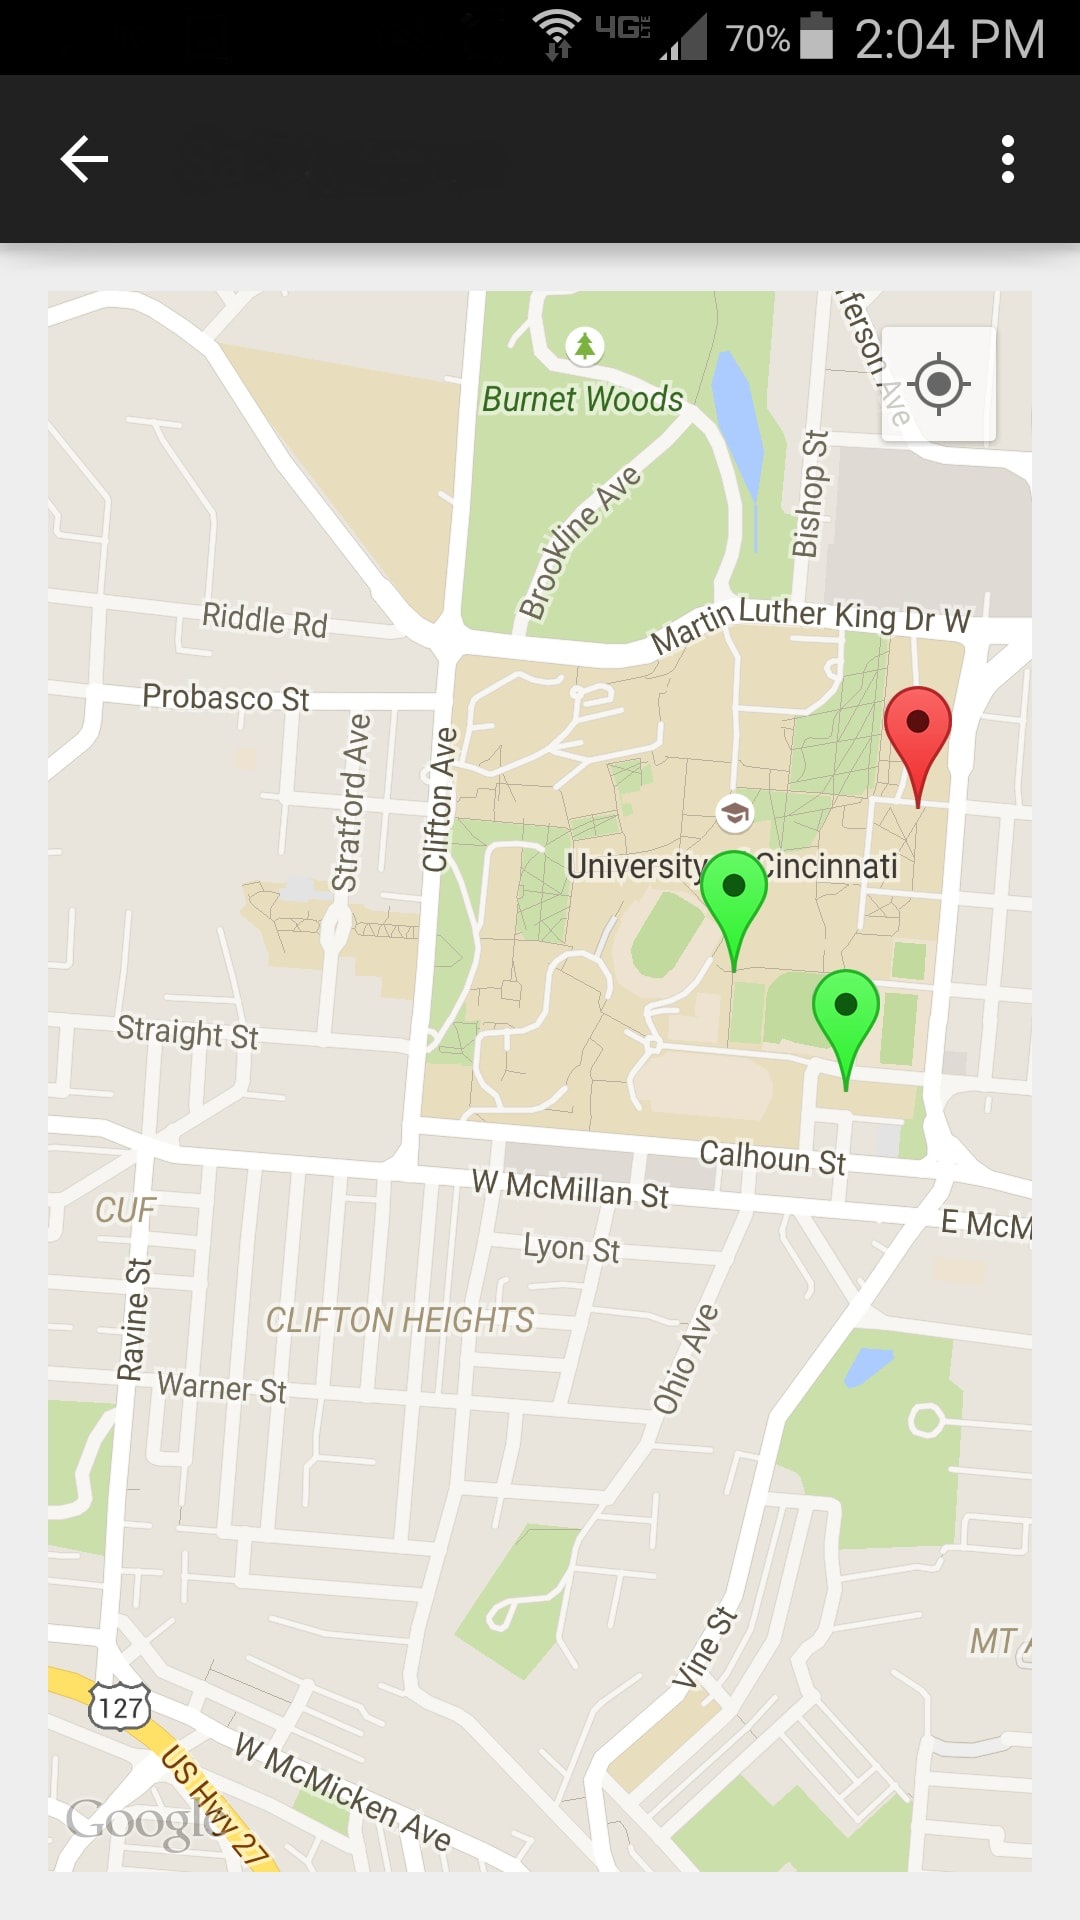 4G LTE 70% 2:04 PM
fferson Ave
Burnet Woods
Bishop St
Brookline Ave
Riddle Rd
Martin Luther King Dr W
Probasco St
Stratford Ave
Clifton Ave
University Cincinnati
Straight St
Calhoun St
W McMillan St
CUF
E McM
Lyon St
Ravine St
CLIFTON HEIGHTS
Ohio Ave
Warner St
Vine St
MT A
127
W McMicken Ave
US Hwy 27
Google